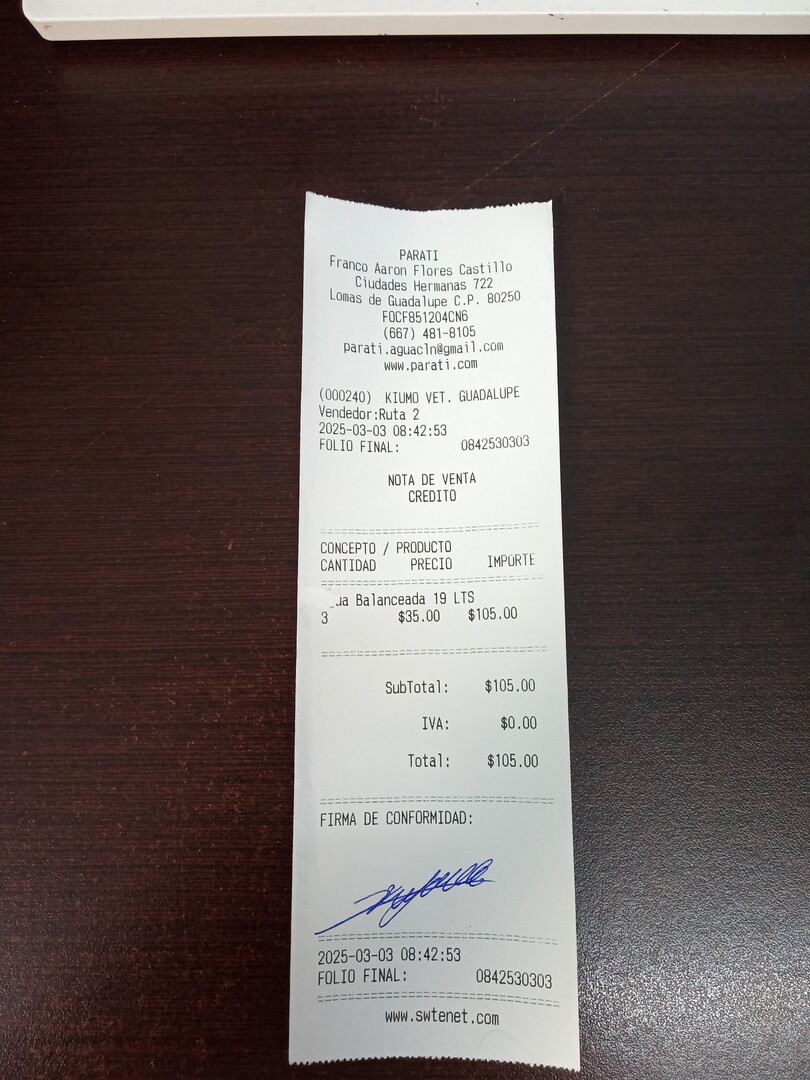 PARATI
Franco Aaron Flores Castillo
Ciudades Hermanas 722
Lomas de Guadalupe C.P. 80250
FOCF851204CN6
(667) 481-8105
parati.aguacln@gmail.com
www.parati.com
(000240) KIUMO VET. GUADALUPE
Vendedor:Ruta 2
2025-03-03 08:42:53
FOLIO FINAL: 0842530303
NOTA DE VENTA
CREDITO
CONCEPTO / PRODUCTO
CANTIDAD PRECIO IMPORTE
Balanceada 19 LTS
3 $35.00 $105.00
SubTotal: $105.00
IVA: $0.00
Total: $105.00
FIRMA DE CONFORMIDAD:
2025-03-03 08:42:53
FOLIO FINAL: 0842530303
www.swtenet.com